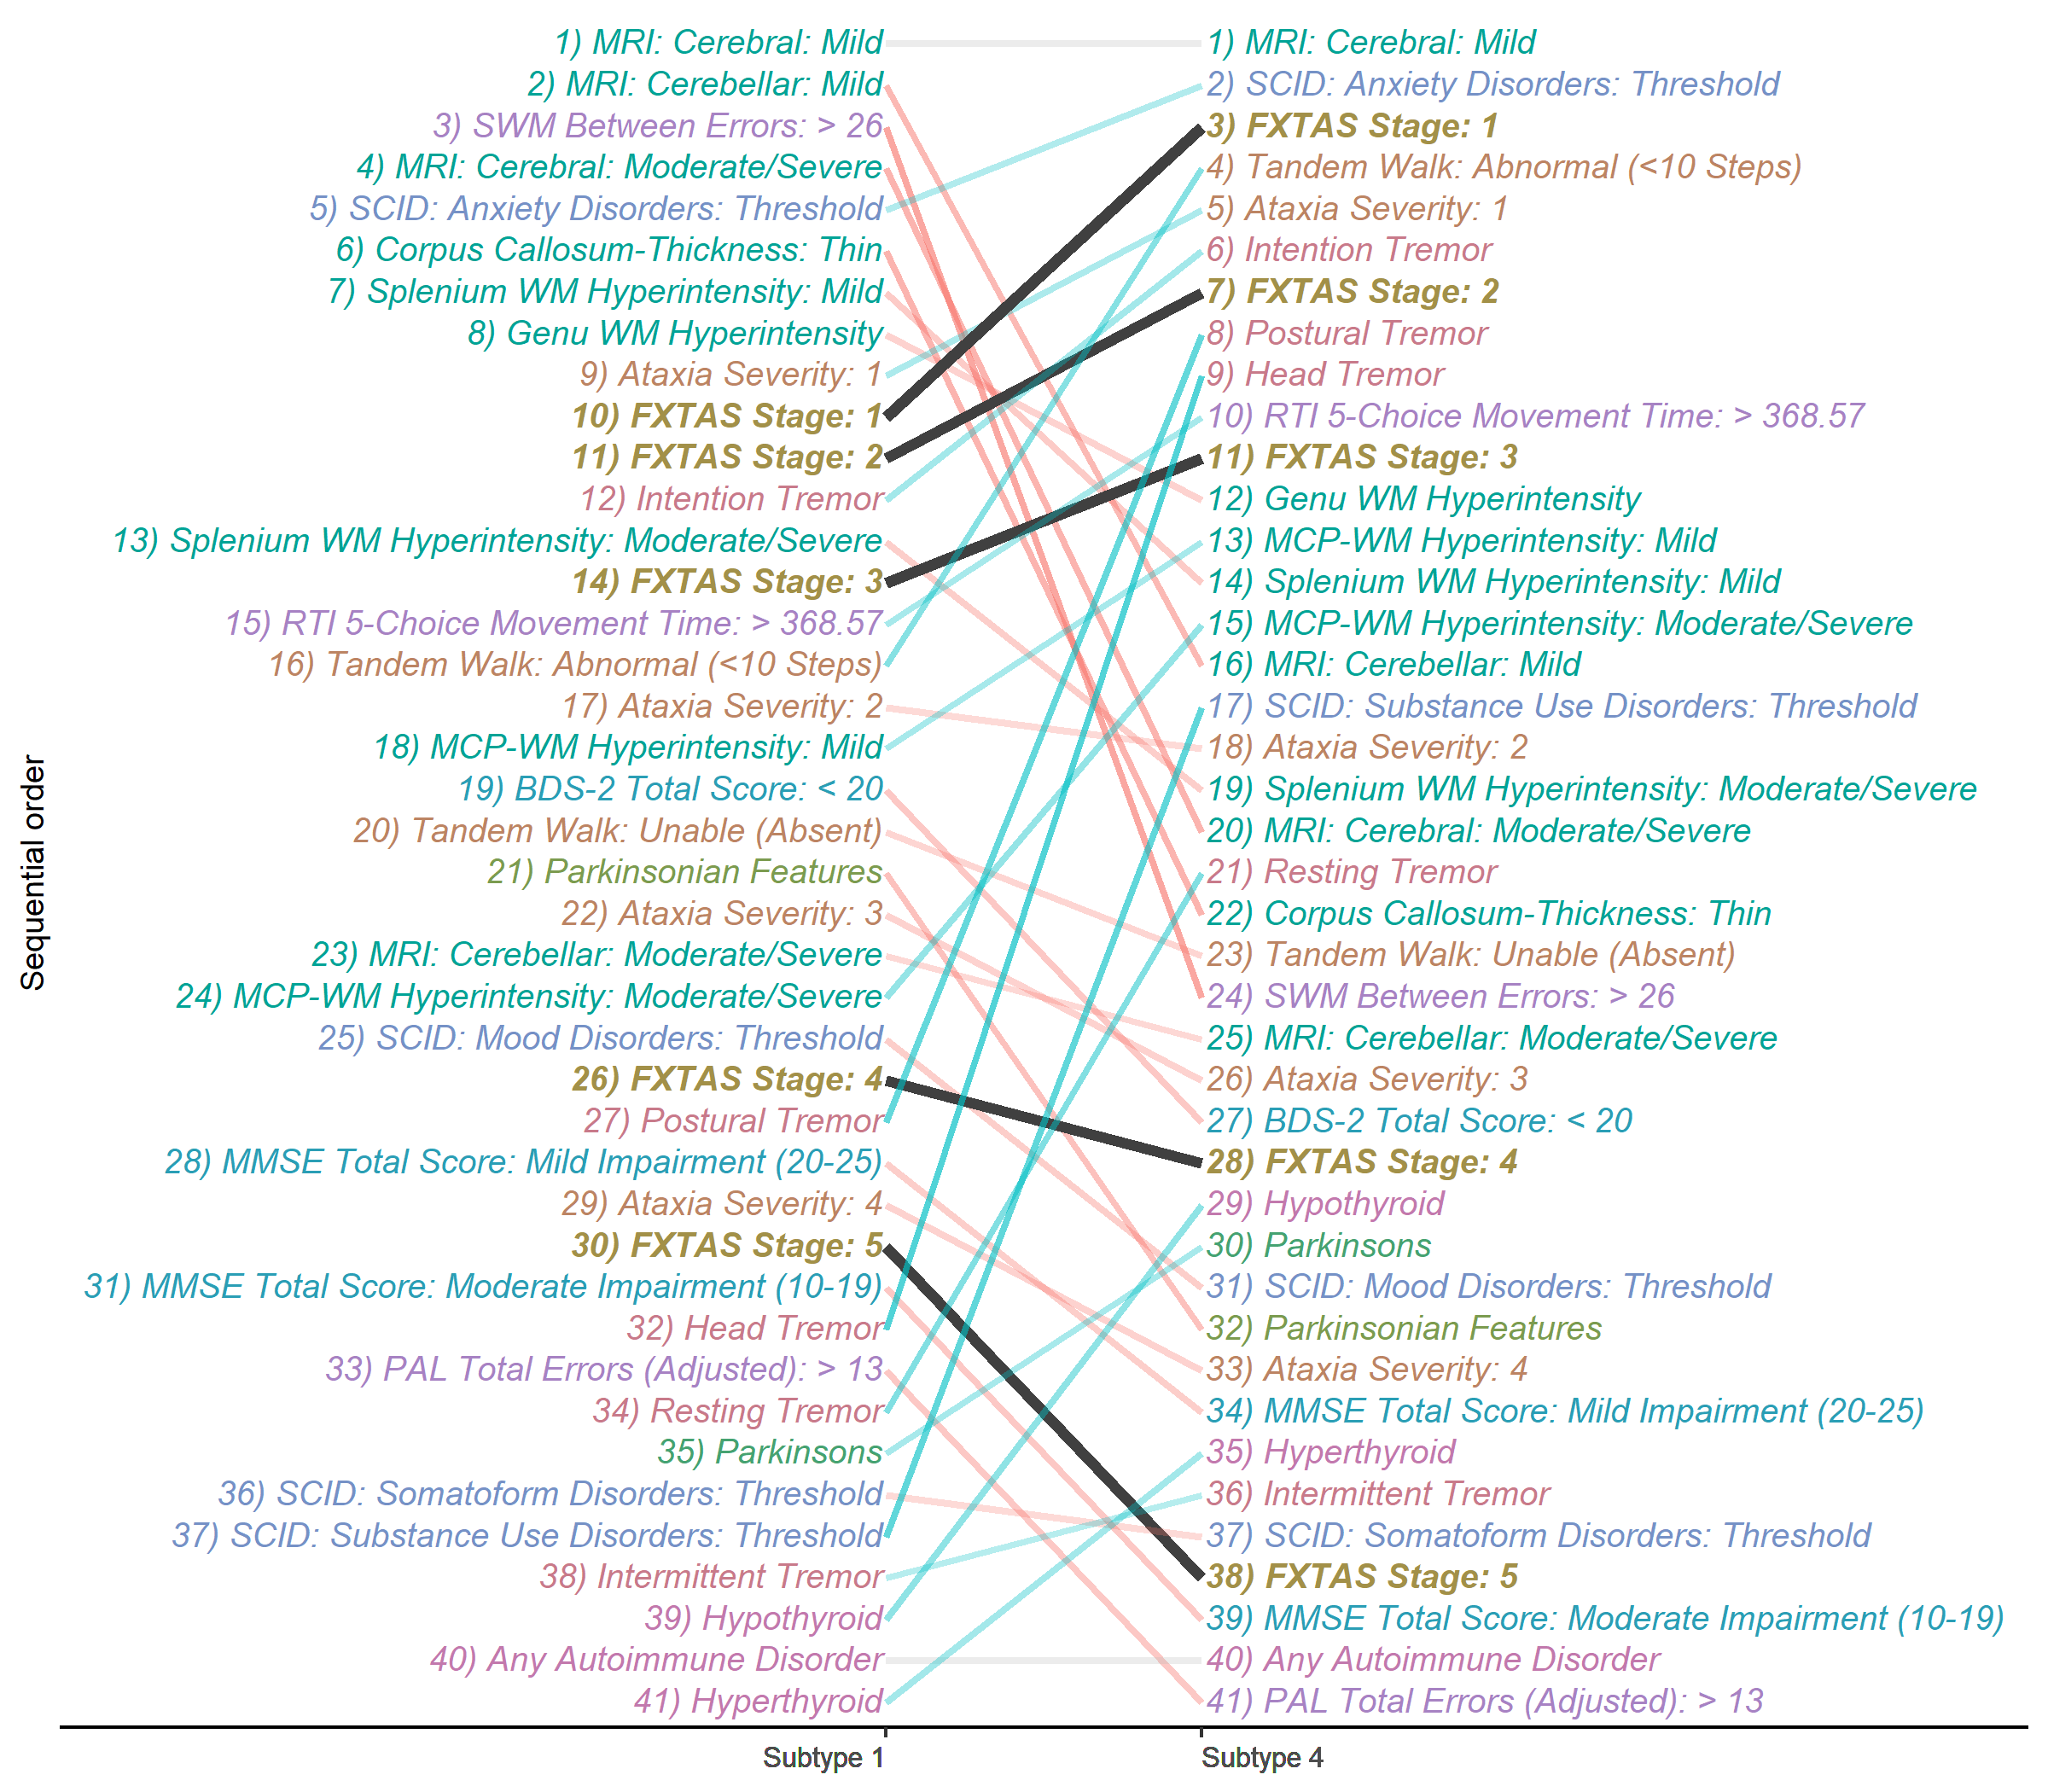 Sequential order
1) MRI: Cerebral: Mild
2) MRI: Cerebellar: Mild
3) SWM Between Errors: > 26
4) MRI: Cerebral: Moderate/Severe
5) SCID: Anxiety Disorders: Threshold
6) Corpus Callosum-Thickness: Thin
7) Splenium WM Hyperintensity: Mild
8) Genu WM Hyperintensity
9) Ataxia Severity: 1
10) FXTAS Stage: 1
11) FXTAS Stage: 2
12) Intention Tremor
13) Splenium WM Hyperintensity: Moderate/Severe
14) FXTAS Stage: 3
15) RTI 5-Choice Movement Time: > 368.57
16) Tandem Walk: Abnormal (<10 Steps)
17) Ataxia Severity: 2
18) MCP-WM Hyperintensity: Mild
19) BDS-2 Total Score: < 20
20) Tandem Walk: Unable (Absent)
21) Parkinsonian Features
22) Ataxia Severity: 3
23) MRI: Cerebellar: Moderate/Severe
24) MCP-WM Hyperintensity: Moderate/Severe
25) SCID: Mood Disorders: Threshold
26) FXTAS Stage: 4
27) Postural Tremor
28) MMSE Total Score: Mild Impairment (20-25)
29) Ataxia Severity: 4
30) FXTAS Stage: 5
31) MMSE Total Score: Moderate Impairment (10-19)
32) Head Tremor
33) PAL Total Errors (Adjusted): > 13
34) Resting Tremor
35) Parkinsons
36) SCID: Somatoform Disorders: Threshold
37) SCID: Substance Use Disorders: Threshold
38) Intermittent Tremor
39) Hypothyroid
40) Any Autoimmune Disorder
41) Hyperthyroid
1) MRI: Cerebral: Mild
2) SCID: Anxiety Disorders: Threshold
3) FXTAS Stage: 1
4) Tandem Walk: Abnormal (<10 Steps)
5) Ataxia Severity: 1
6) Intention Tremor
7) FXTAS Stage: 2
8) Postural Tremor
9) Head Tremor
10) RTI 5-Choice Movement Time: > 368.57
11) FXTAS Stage: 3
12) Genu WM Hyperintensity
13) MCP-WM Hyperintensity: Mild
14) Splenium WM Hyperintensity: Mild
15) MCP-WM Hyperintensity: Moderate/Severe
16) MRI: Cerebellar: Mild
17) SCID: Substance Use Disorders: Threshold
18) Ataxia Severity: 2
19) Splenium WM Hyperintensity: Moderate/Severe
20) MRI: Cerebral: Moderate/Severe
21) Resting Tremor
22) Corpus Callosum-Thickness: Thin
23) Tandem Walk: Unable (Absent)
24) SWM Between Errors: > 26
25) MRI: Cerebellar: Moderate/Severe
26) Ataxia Severity: 3
27) BDS-2 Total Score: < 20
28) FXTAS Stage: 4
29) Hypothyroid
30) Parkinsons
31) SCID: Mood Disorders: Threshold
32) Parkinsonian Features
33) Ataxia Severity: 4
34) MMSE Total Score: Mild Impairment (20-25)
35) Hyperthyroid
36) Intermittent Tremor
37) SCID: Somatoform Disorders: Threshold
38) FXTAS Stage: 5
39) MMSE Total Score: Moderate Impairment (10-19)
40) Any Autoimmune Disorder
41) PAL Total Errors (Adjusted): > 13
Subtype 1
Subtype 4